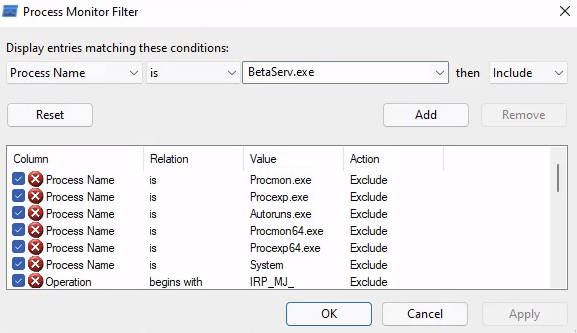 Process Monitor Filter
Display entries matching these conditions:
Process Name is BetaServ.exe then Include
Reset Add Remove
Column Relation Value Action
Process Name is Procmon.exe Exclude
Process Name is Procexp.exe Exclude
Process Name is Autoruns.exe Exclude
Process Name is Procmon64.exe Exclude
Process Name is Procexp64.exe Exclude
Process Name is System Exclude
Operation begins with IRP_MJ_ Exclude
OK Cancel Apply